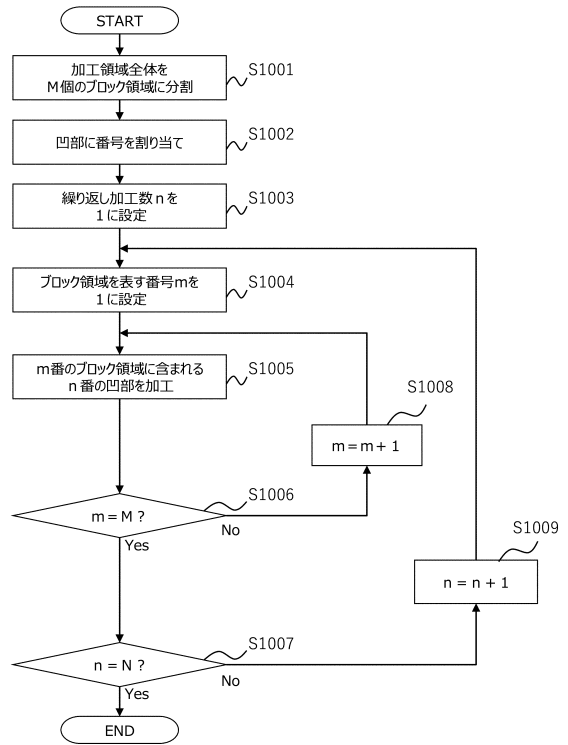 START
加工領域全体を
M個のブロック領域に分割
S1001
凹部に番号を割り当て
S1002
繰り返し加工数nを
1に設定
S1003
ブロック領域を表す番号mを
1に設定
S1004
m番のブロック領域に含まれる
n番の凹部を加工
S1005
S1008
m=m+1
m=M?
S1006
No
Yes
S1009
n=n+1
n=N?
S1007
No
Yes
END